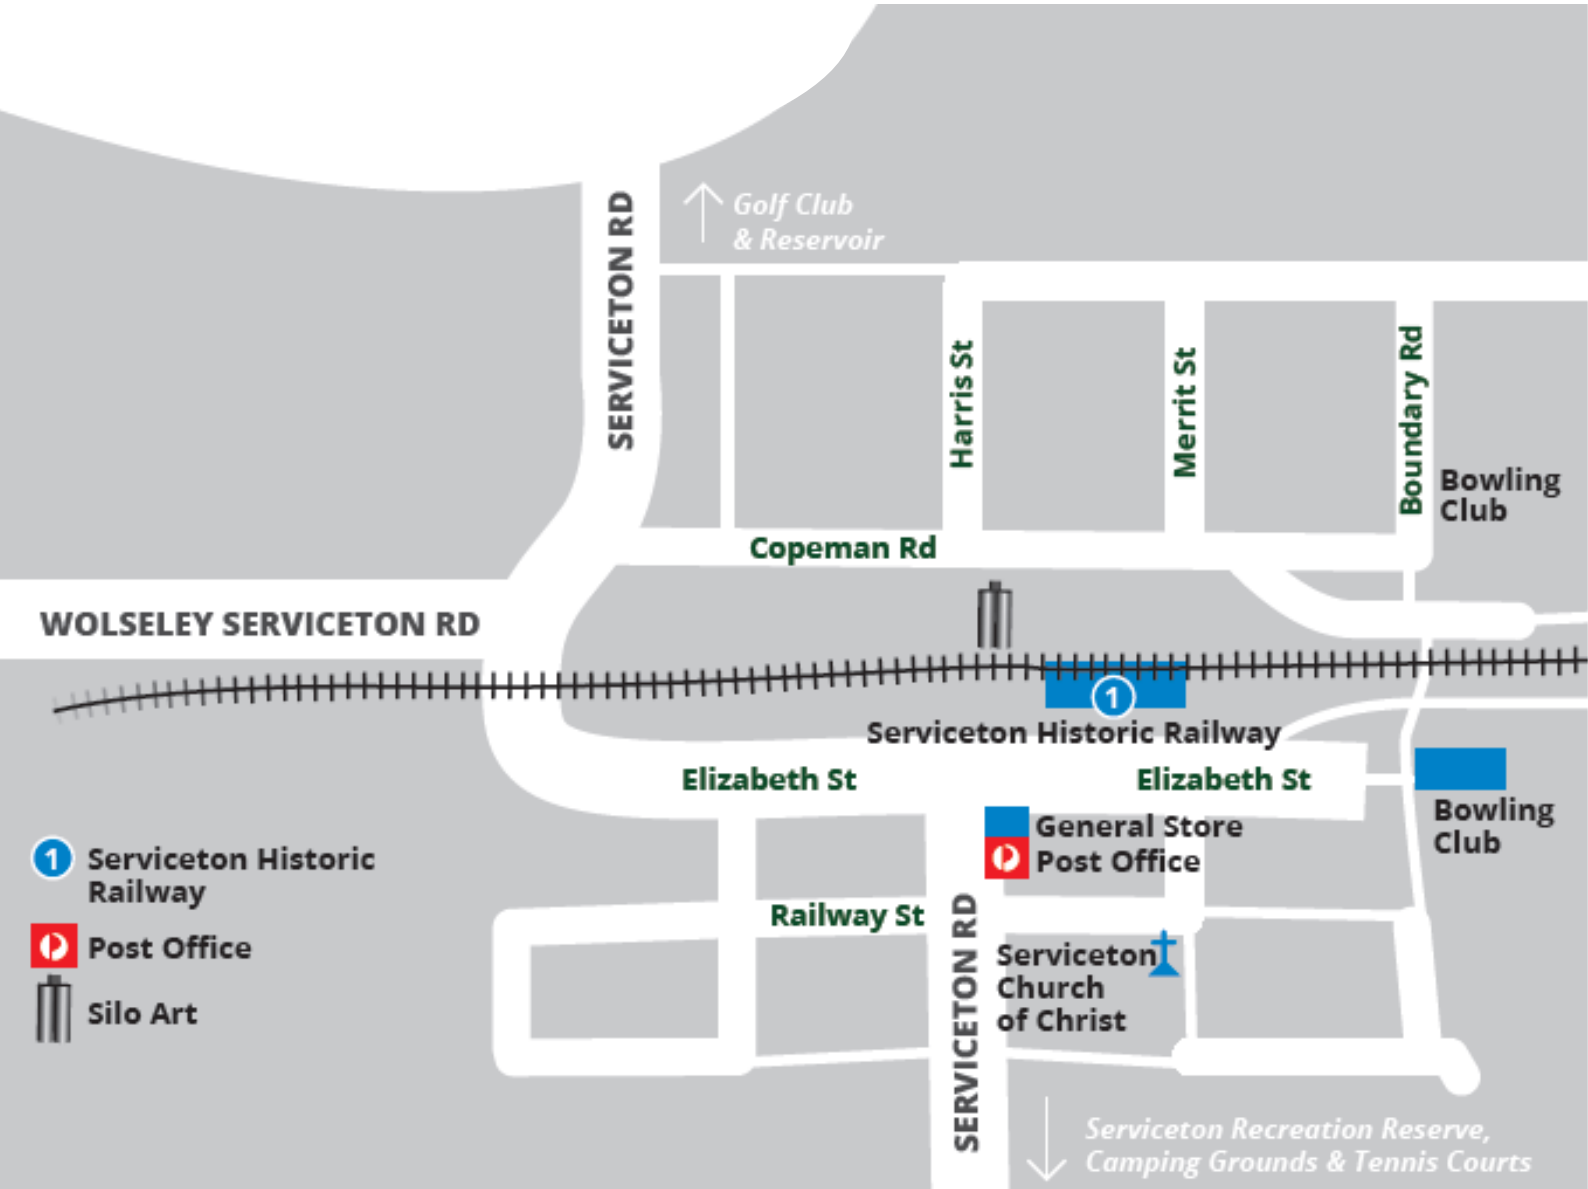 SERVICETON RD
Golf Club
& Reservoir
Harris St
Merrit St
Boundary Rd
Bowling
Club
Copeman Rd
WOLSELEY SERVICETON RD
1
Serviceton Historic Railway
Elizabeth St
Elizabeth St
General Store
Post Office
Bowling
Club
1 Serviceton Historic
Railway
Post Office
Silo Art
Railway St
SERVICETON RD
Serviceton
Church
of Christ
Serviceton Recreation Reserve,
Camping Grounds & Tennis Courts